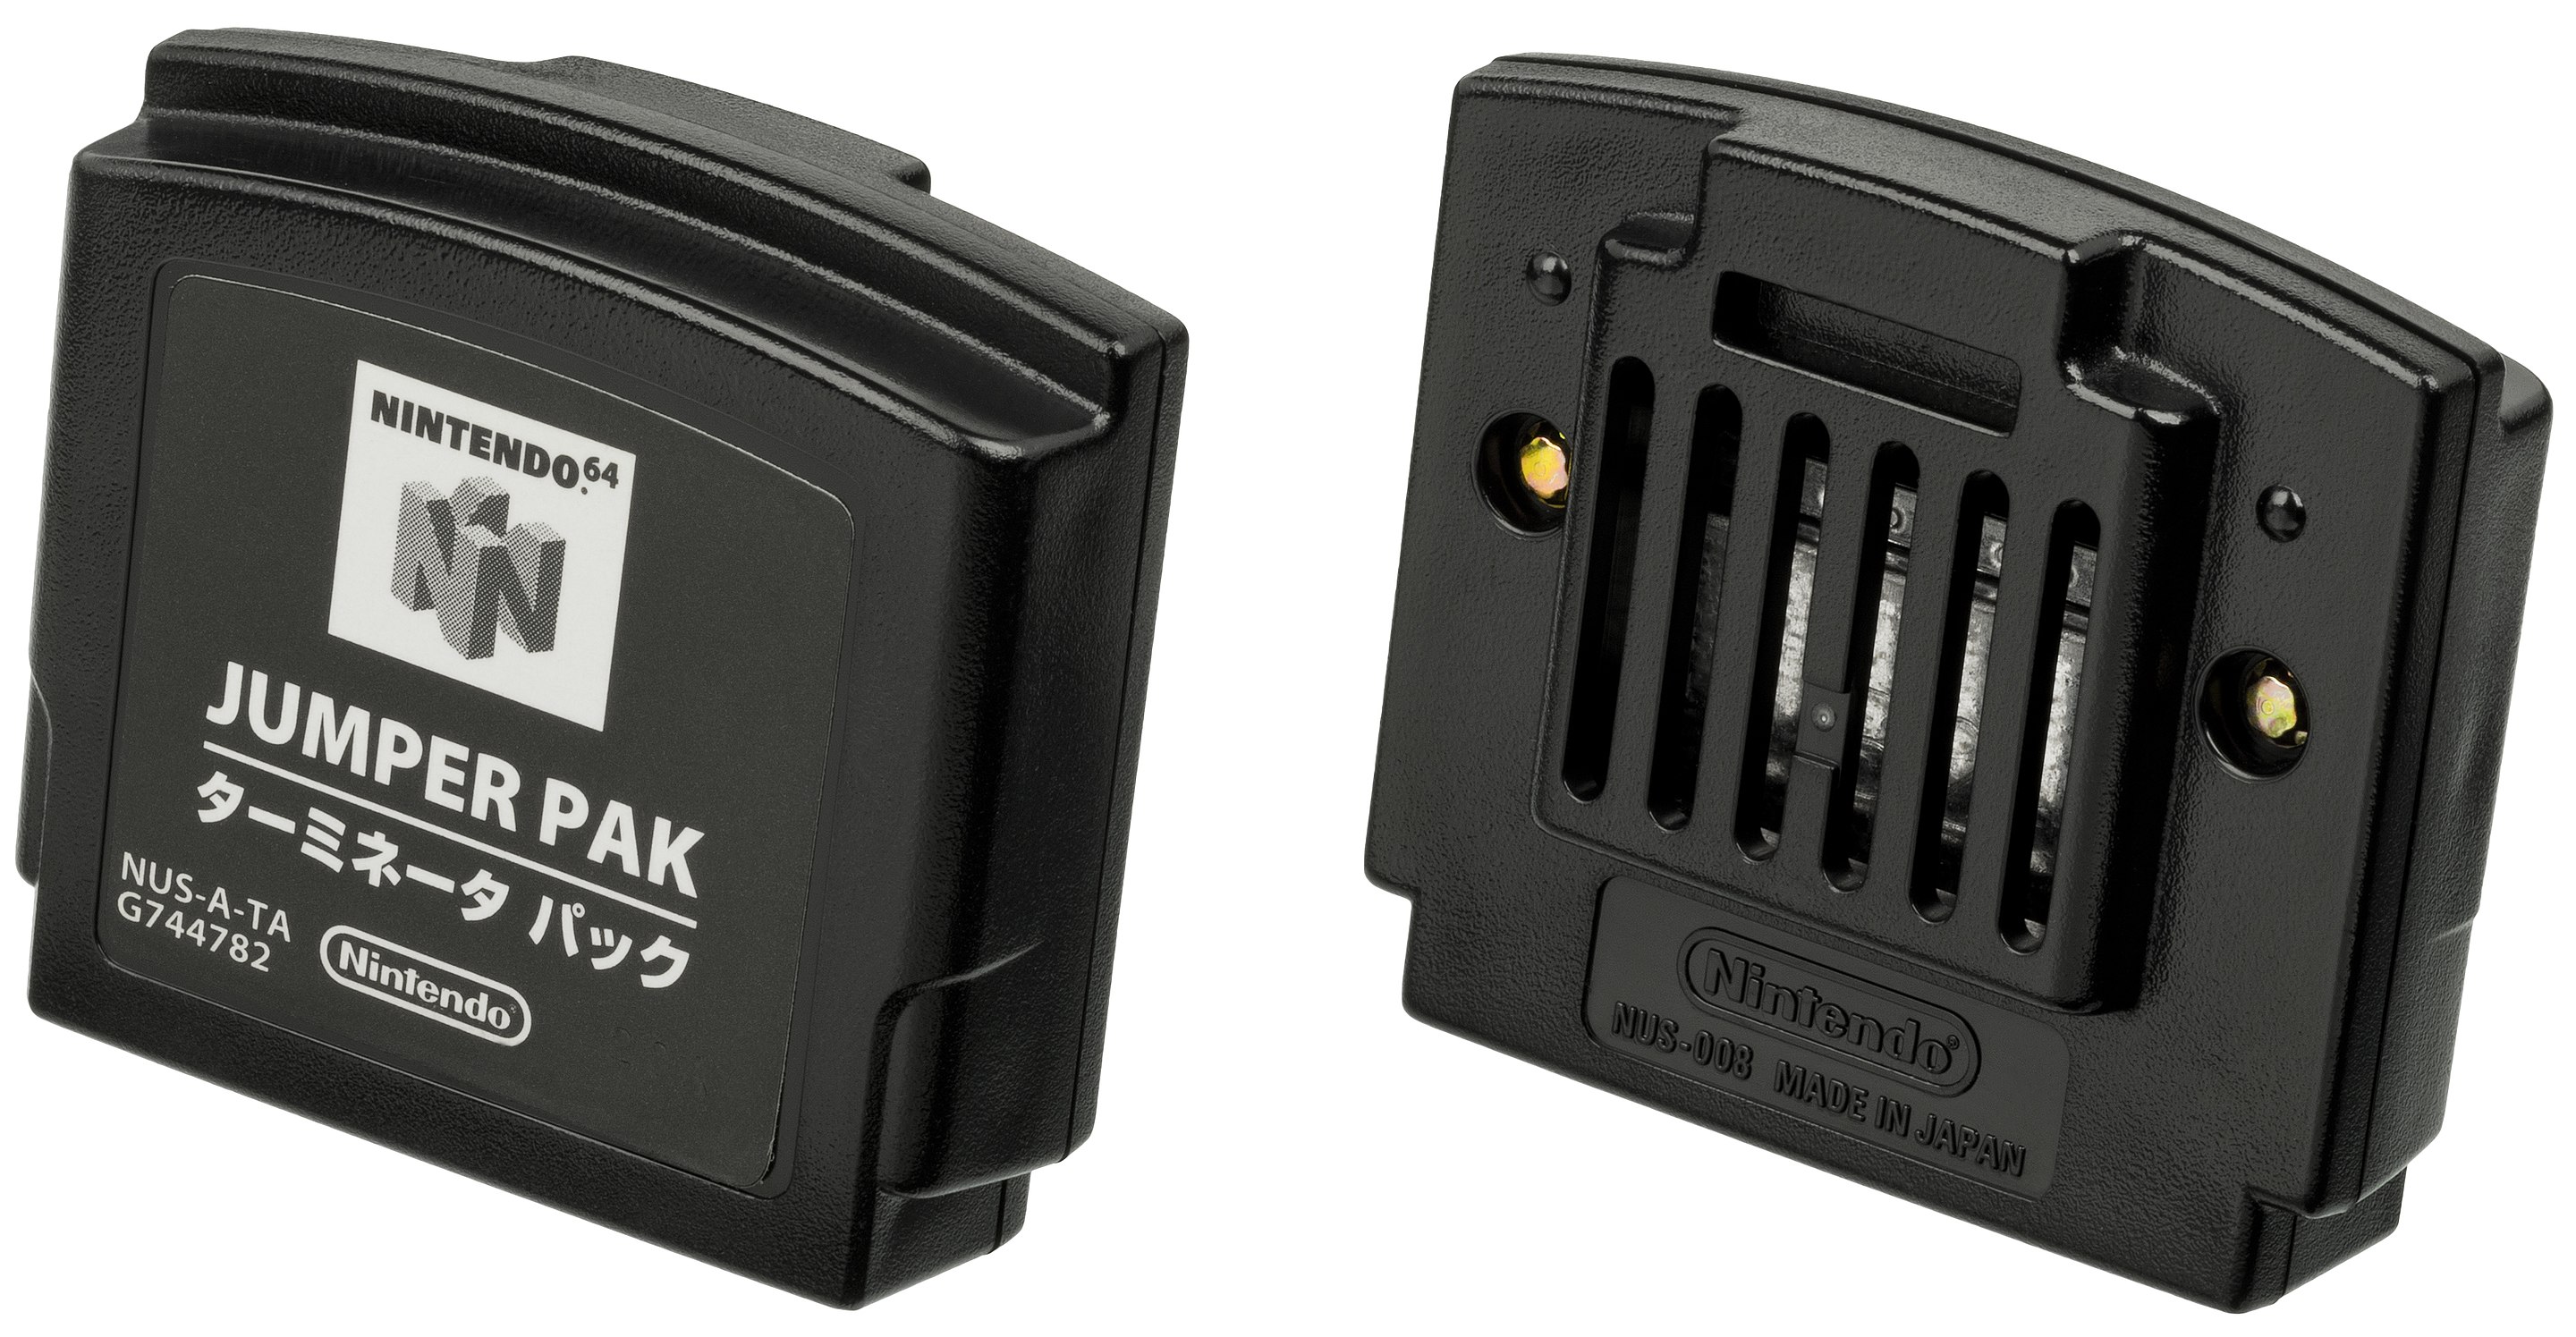 NINTENDO64
JUMPER PAK
ターミネータ パック
NUS-A-TA
G744782
Nintendo®
Nintendo®
NUS-008 MADE IN JAPAN